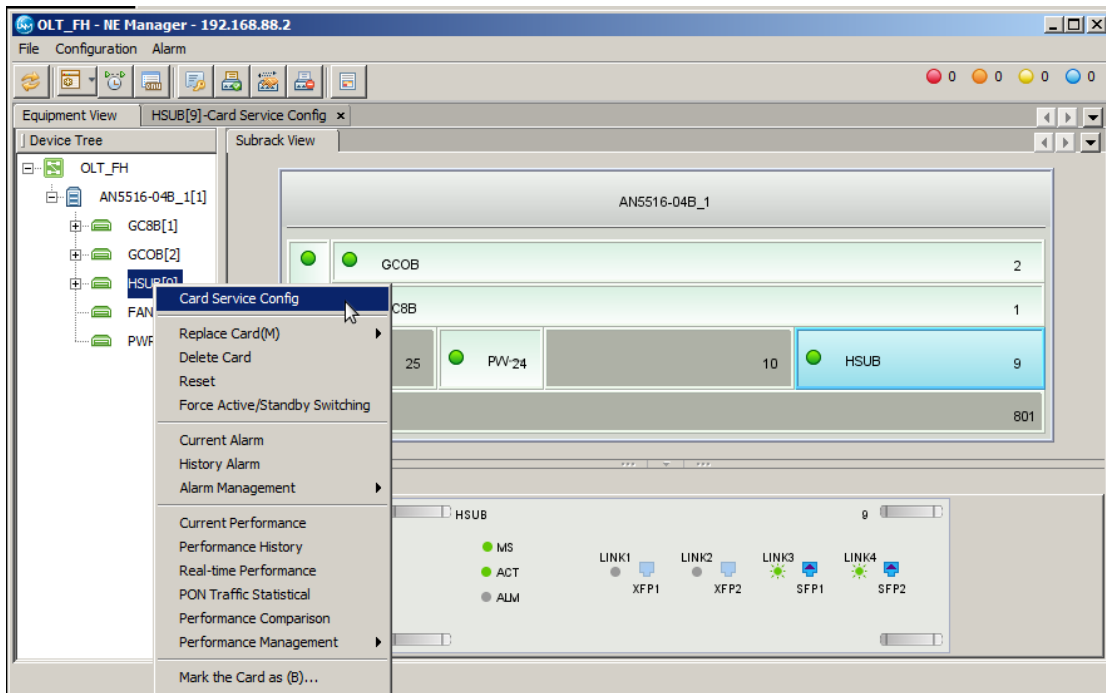 OLT_FH - NE Manager - 192.168.88.2
File Configuration Alarm
0 0 0 0
Equipment View HSUB[9]-Card Service Config
Device Tree
Subrack View
OLT_FH
AN5516-04B_1[1]
GC8B[1]
GCOB[2]
HSUB[9]
FAN
PWR
AN5516-04B_1
GCOB 2
C8B 1
25 24 10 HSUB 9
801
Card Service Config
Replace Card(M)
Delete Card
Reset
Force Active/Standby Switching
Current Alarm
History Alarm
Alarm Management
Current Performance
Performance History
Real-time Performance
PON Traffic Statistical
Performance Comparison
Performance Management
Mark the Card as (B)...
HSUB 9
MS
ACT
ALM
LINK1 LINK2 LINK3 LINK4
XFP1 XFP2 SFP1 SFP2